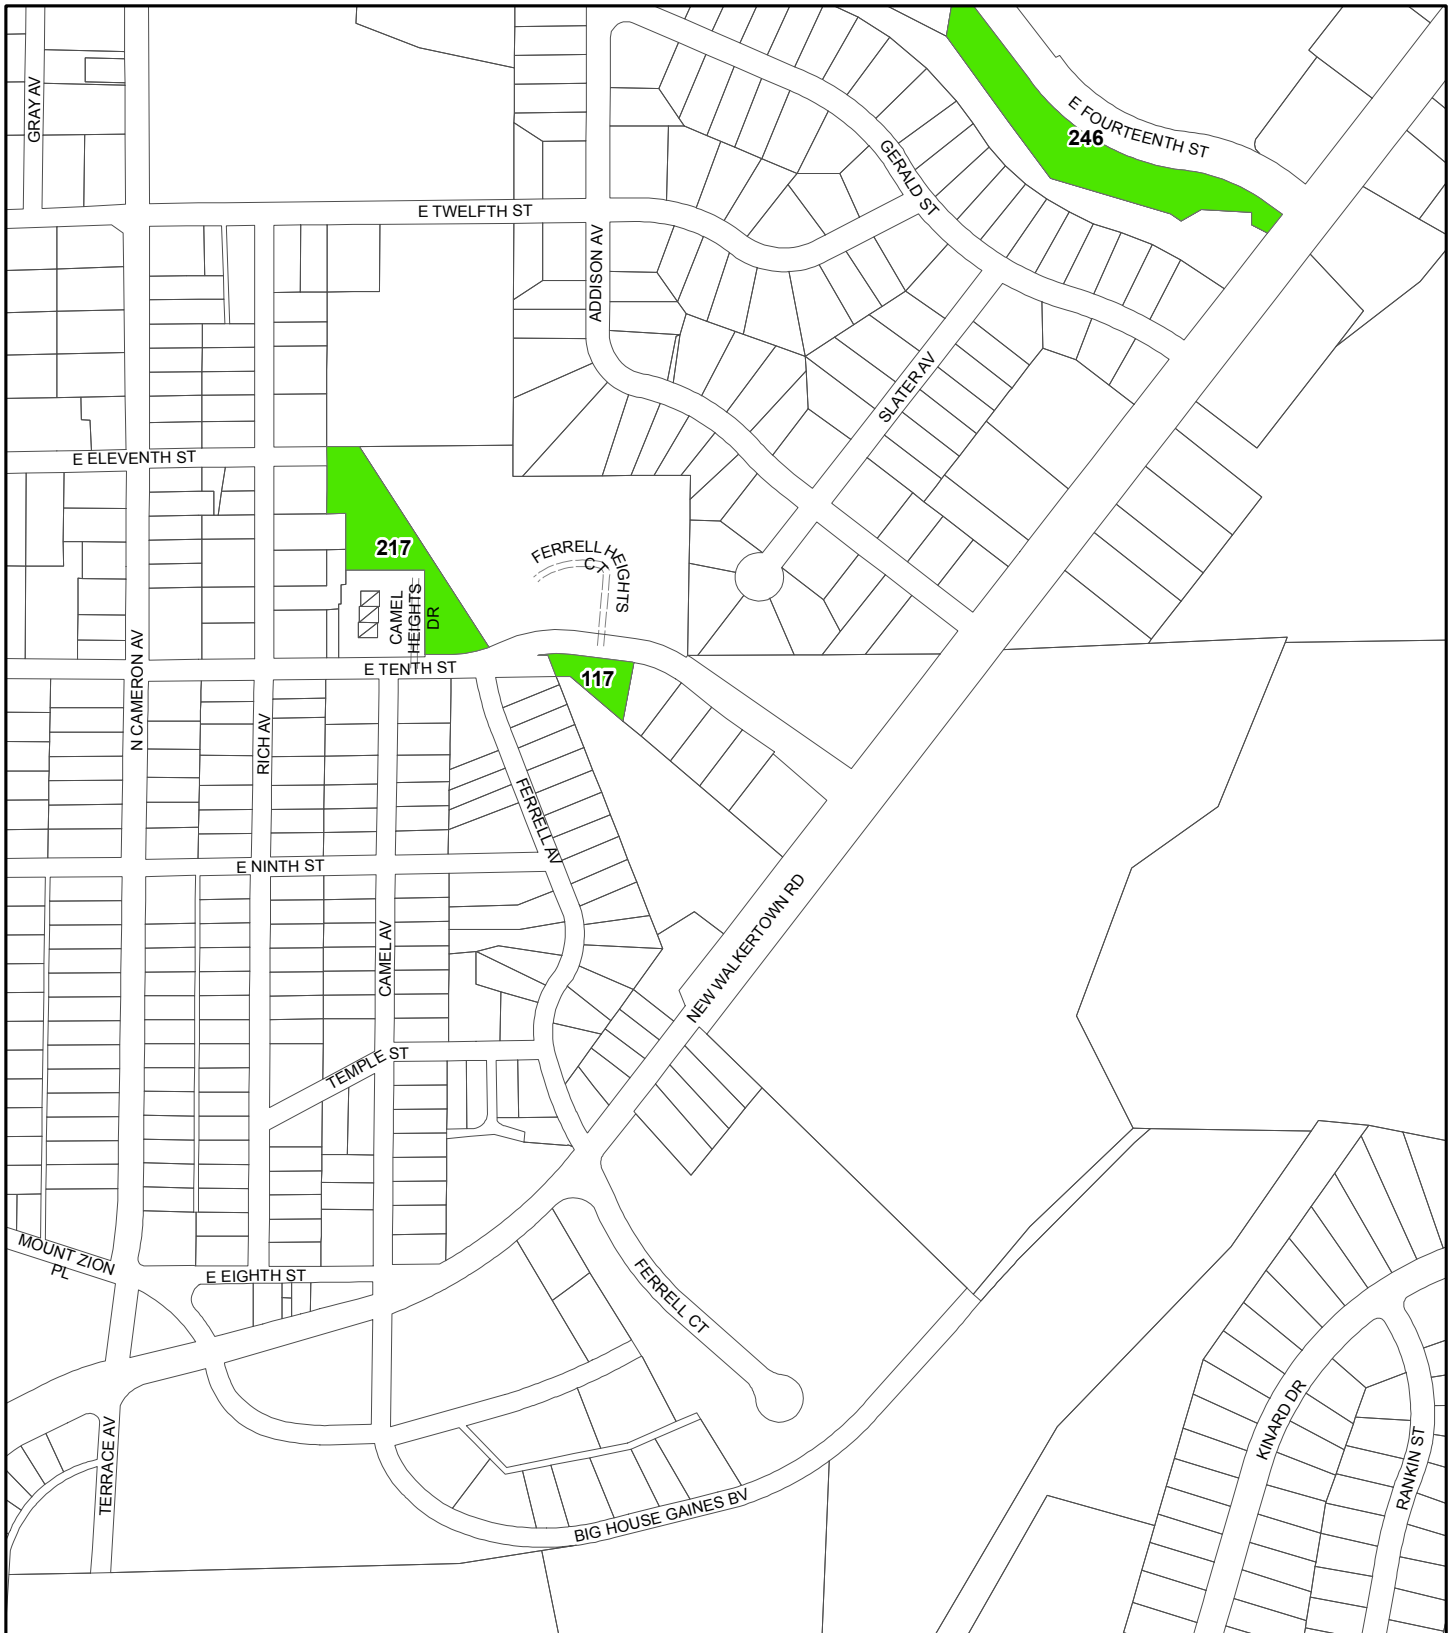 GRAY AV
E FOURTEENTH ST
246
GERALD ST
E TWELFTH ST
ADDISON AV
SLATER AV
E ELEVENTH ST
217
FERRELL HEIGHTS
CT
CAMEL
HEIGHTS
DR
E TENTH ST
117
N CAMERON AV
RICH AV
FERRELL AV
E NINTH ST
NEW WALKERTOWN RD
CAMEL AV
TEMPLE ST
MOUNT ZION
PL
E EIGHTH ST
FERRELL CT
KINARD DR
RANKIN ST
TERRACE AV
BIG HOUSE GAINES BV